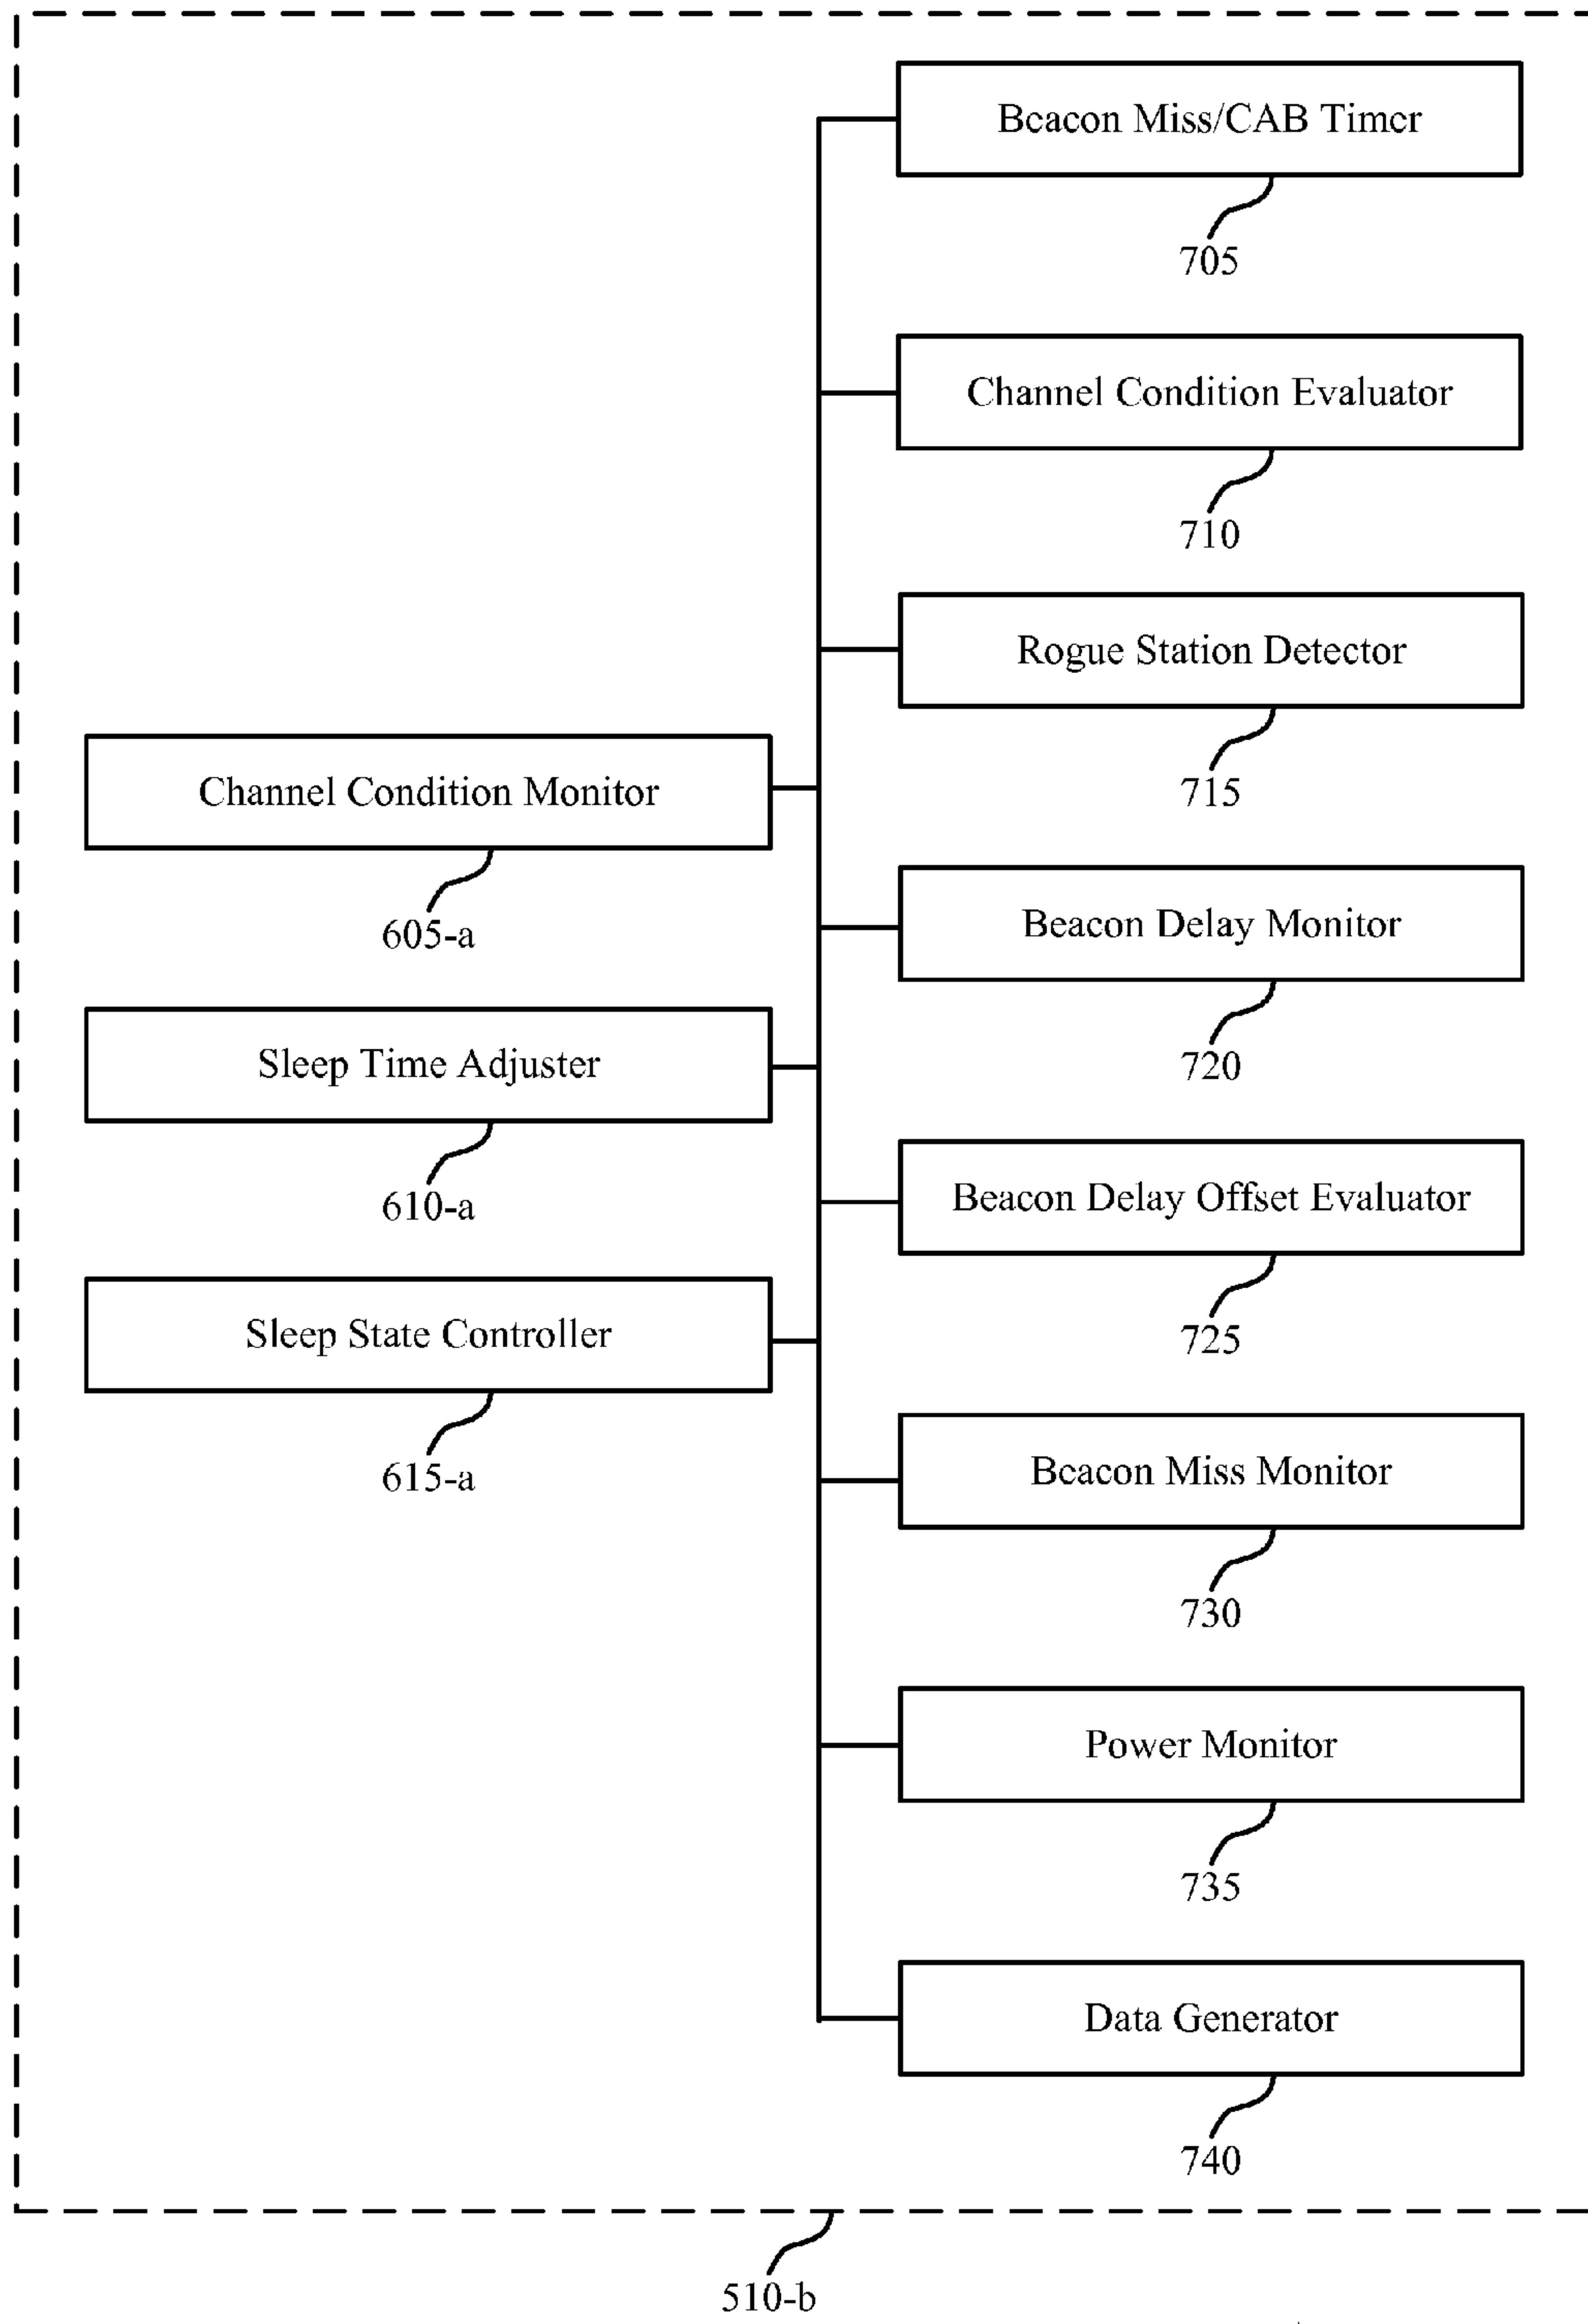 Beacon Miss/CAB Timer
705
Channel Condition Evaluator
710
Rogue Station Detector
715
Channel Condition Monitor
605-a
Beacon Delay Monitor
720
Sleep Time Adjuster
610-a
Beacon Delay Offset Evaluator
725
Sleep State Controller
615-a
Beacon Miss Monitor
730
Power Monitor
735
Data Generator
740
510-b